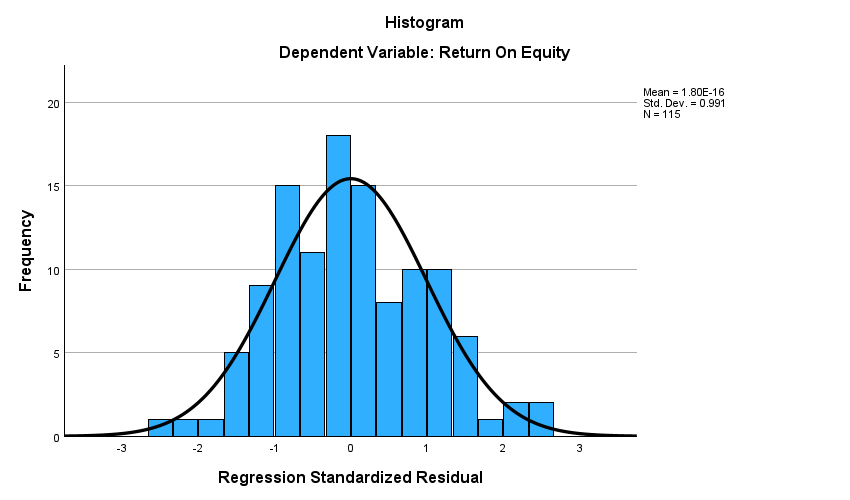 Histogram
Dependent Variable: Return On Equity
Mean = 1.80E-16
Std. Dev. = 0.991
N = 115
Frequency
20
15
10
5
0
-3 -2 -1 0 1 2 3
Regression Standardized Residual